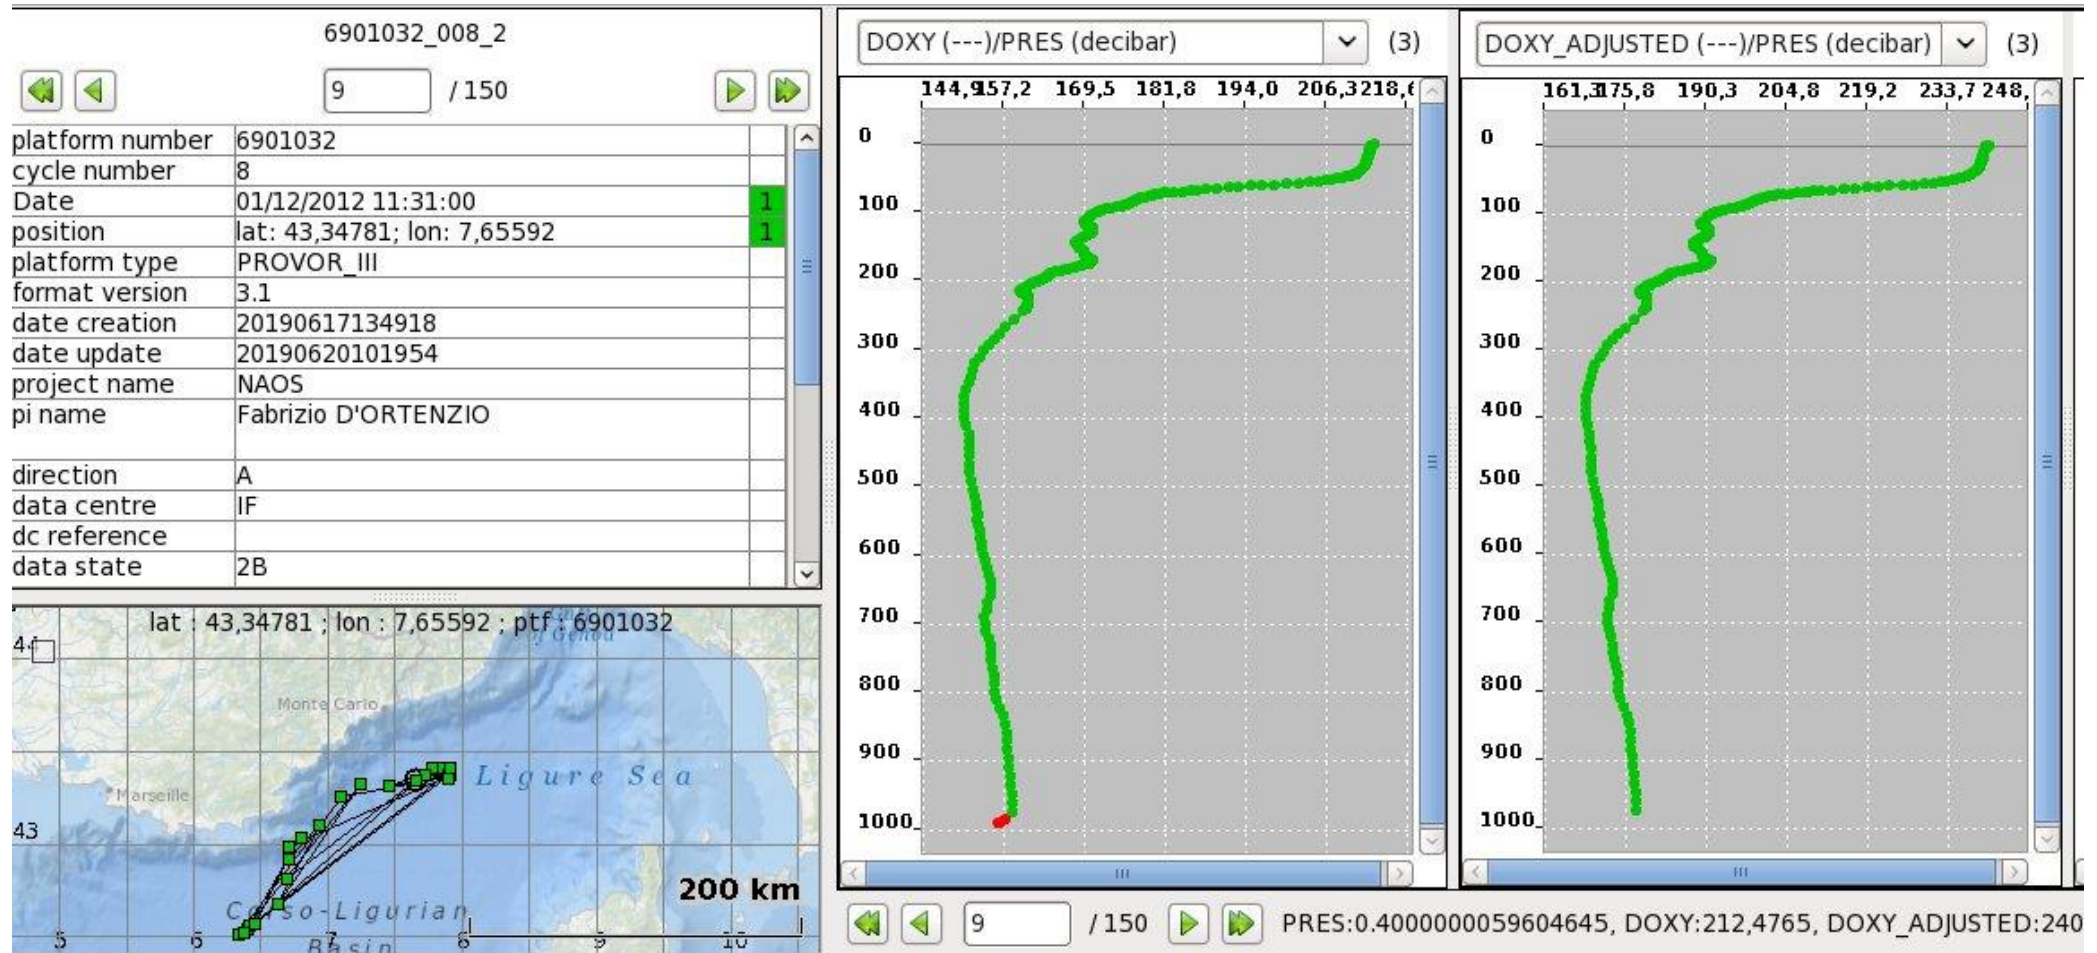 6901032_008_2
9 / 150
platform number 6901032
cycle number 8
Date 01/12/2012 11:31:00 1
position lat: 43,34781; lon: 7,65592 1
platform type PROVOR_III
format version 3.1
date creation 20190617134918
date update 20190620101954
project name NAOS
pi name Fabrizio D'ORTENZIO
direction A
data centre IF
dc reference
data state 2B
lat : 43,34781 ; lon : 7,65592 ; ptf : 6901032
of Genoa
44
Monte Carlo
Marseille
Ligure Sea
43
200 km
Corso-Ligurian
Basin
5 6 7 8 9 10
DOXY (---)/PRES (decibar) (3)
144,9 157,2 169,5 181,8 194,0 206,3 218,6
0
100
200
300
400
500
600
700
800
900
1000
DOXY_ADJUSTED (---)/PRES (decibar) (3)
161,3 175,8 190,3 204,8 219,2 233,7 248,
0
100
200
300
400
500
600
700
800
900
1000
9 / 150 PRES:0.4000000059604645, DOXY:212,4765, DOXY_ADJUSTED:240